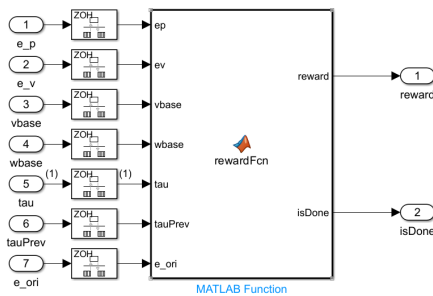 1
e_p
ZOH
ep
2
e_v
ZOH
ev
3
vbase
ZOH
vbase
4
wbase
ZOH
wbase
5
tau
(1)
ZOH
(1)
tau
6
tauPrev
ZOH
tauPrev
7
e_ori
ZOH
e_ori
rewardFcn
reward
1
reward
isDone
2
isDone
MATLAB Function